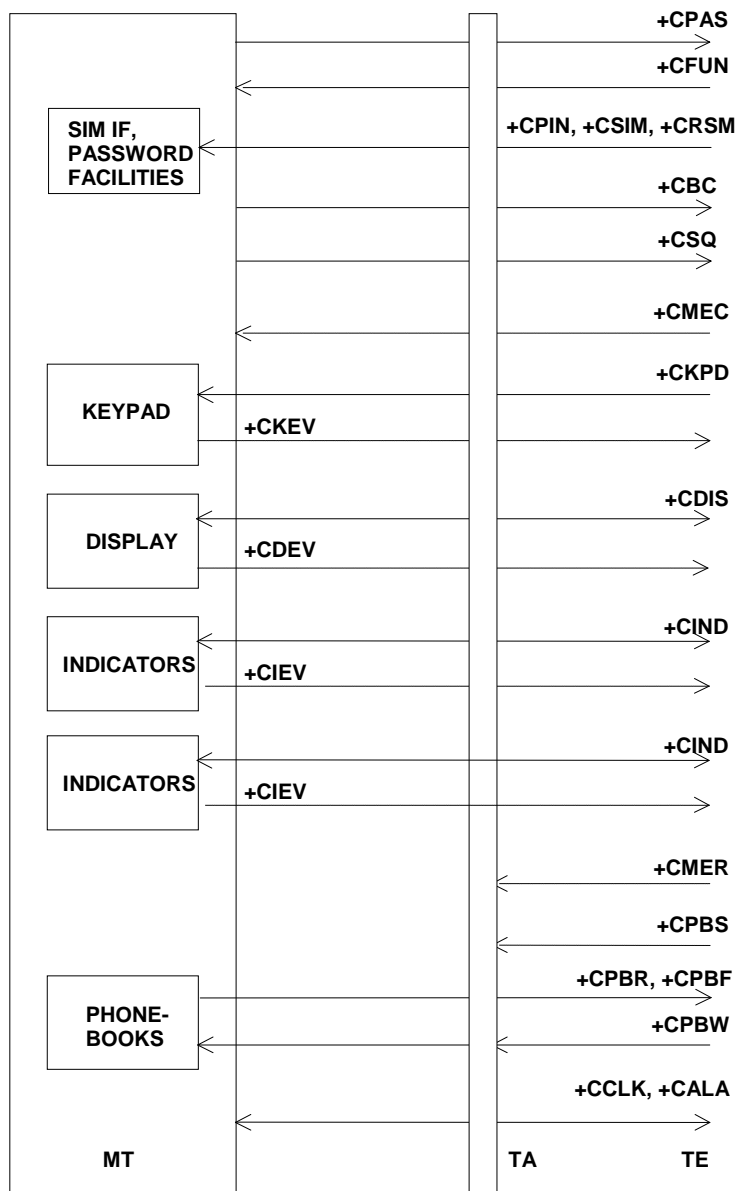 +CPAS
+CFUN
SIM IF,
PASSWORD
FACILITIES
+CPIN, +CSIM, +CRSM
+CBC
+CSQ
+CMEC
+CKPD
KEYPAD
+CKEV
+CDIS
DISPLAY
+CDEV
+CIND
INDICATORS
+CIEV
+CIND
INDICATORS
+CIEV
+CMER
+CPBS
+CPBR, +CPBF
PHONE-
BOOKS
+CPBW
+CCLK, +CALA
MT TA TE